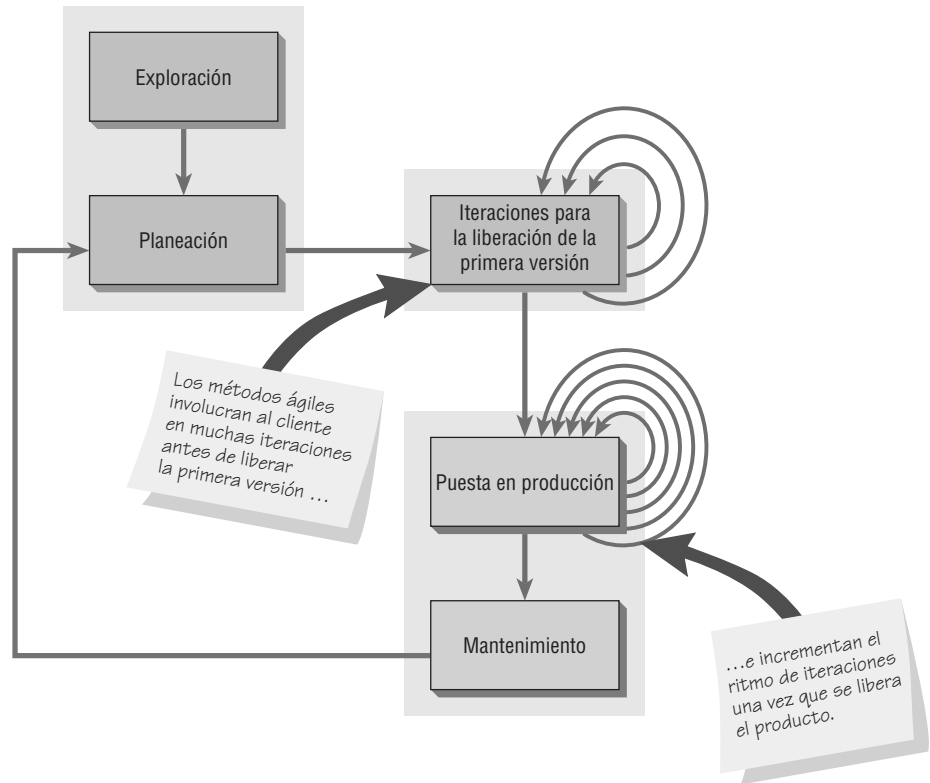 Exploración
Planeación
Iteraciones para
la liberación de la
primera versión
Los métodos ágiles
involucran al cliente
en muchas iteraciones
antes de liberar
la primera versión …
Puesta en producción
Mantenimiento
…e incrementan el
ritmo de iteraciones
una vez que se libera
el producto.